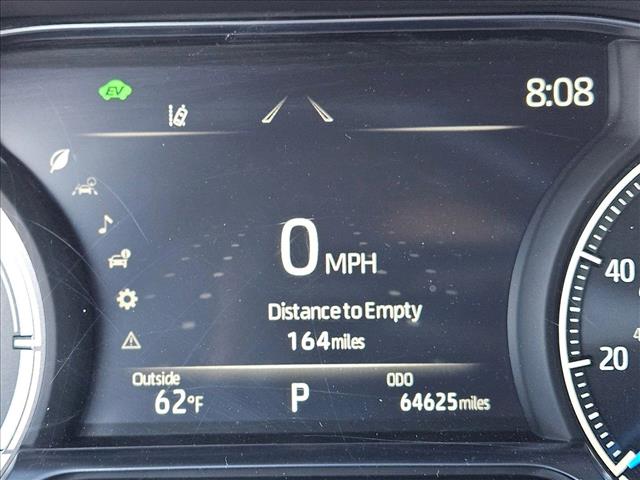 EV
8:08
0 MPH
Distance to Empty
164 miles
Outside
62°F
P
ODO
64625 miles
40
20